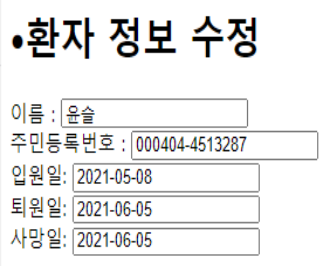 •환자 정보 수정
이름 : 윤슬
주민등록번호 : 000404-4513287
입원일: 2021-05-08
퇴원일: 2021-06-05
사망일: 2021-06-05